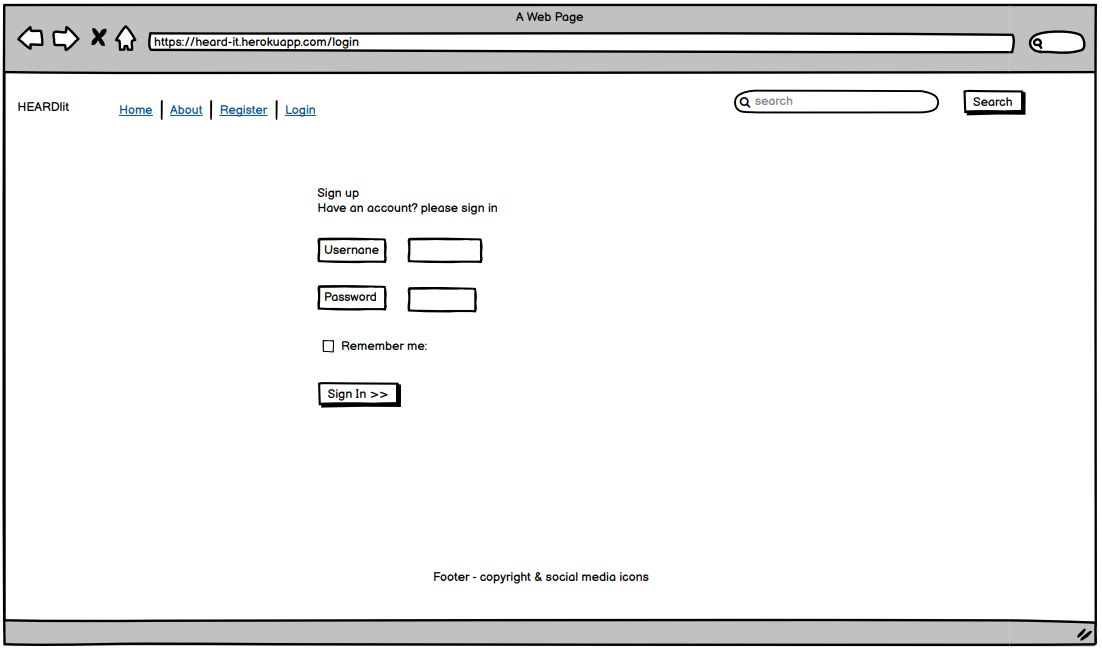 A Web Page
https://heard-it.herokuapp.com/login
HEARDIit
Home
About
Register
Login
search
Search
Sign up
Have an account? please sign in
Usernane
Password
Remember me:
Sign In >>
Footer - copyright & social media icons